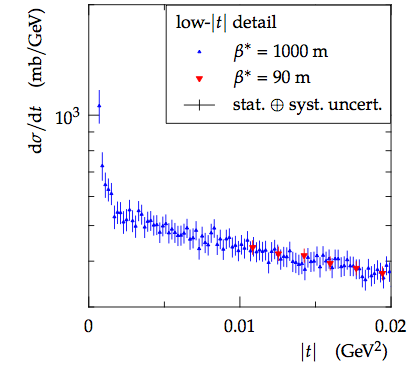 low-|t| detail
β* = 1000 m
β* = 90 m
stat. ⊕ syst. uncert.
dσ/dt (mb/GeV)
10³
0
0.01
0.02
|t| (GeV²)